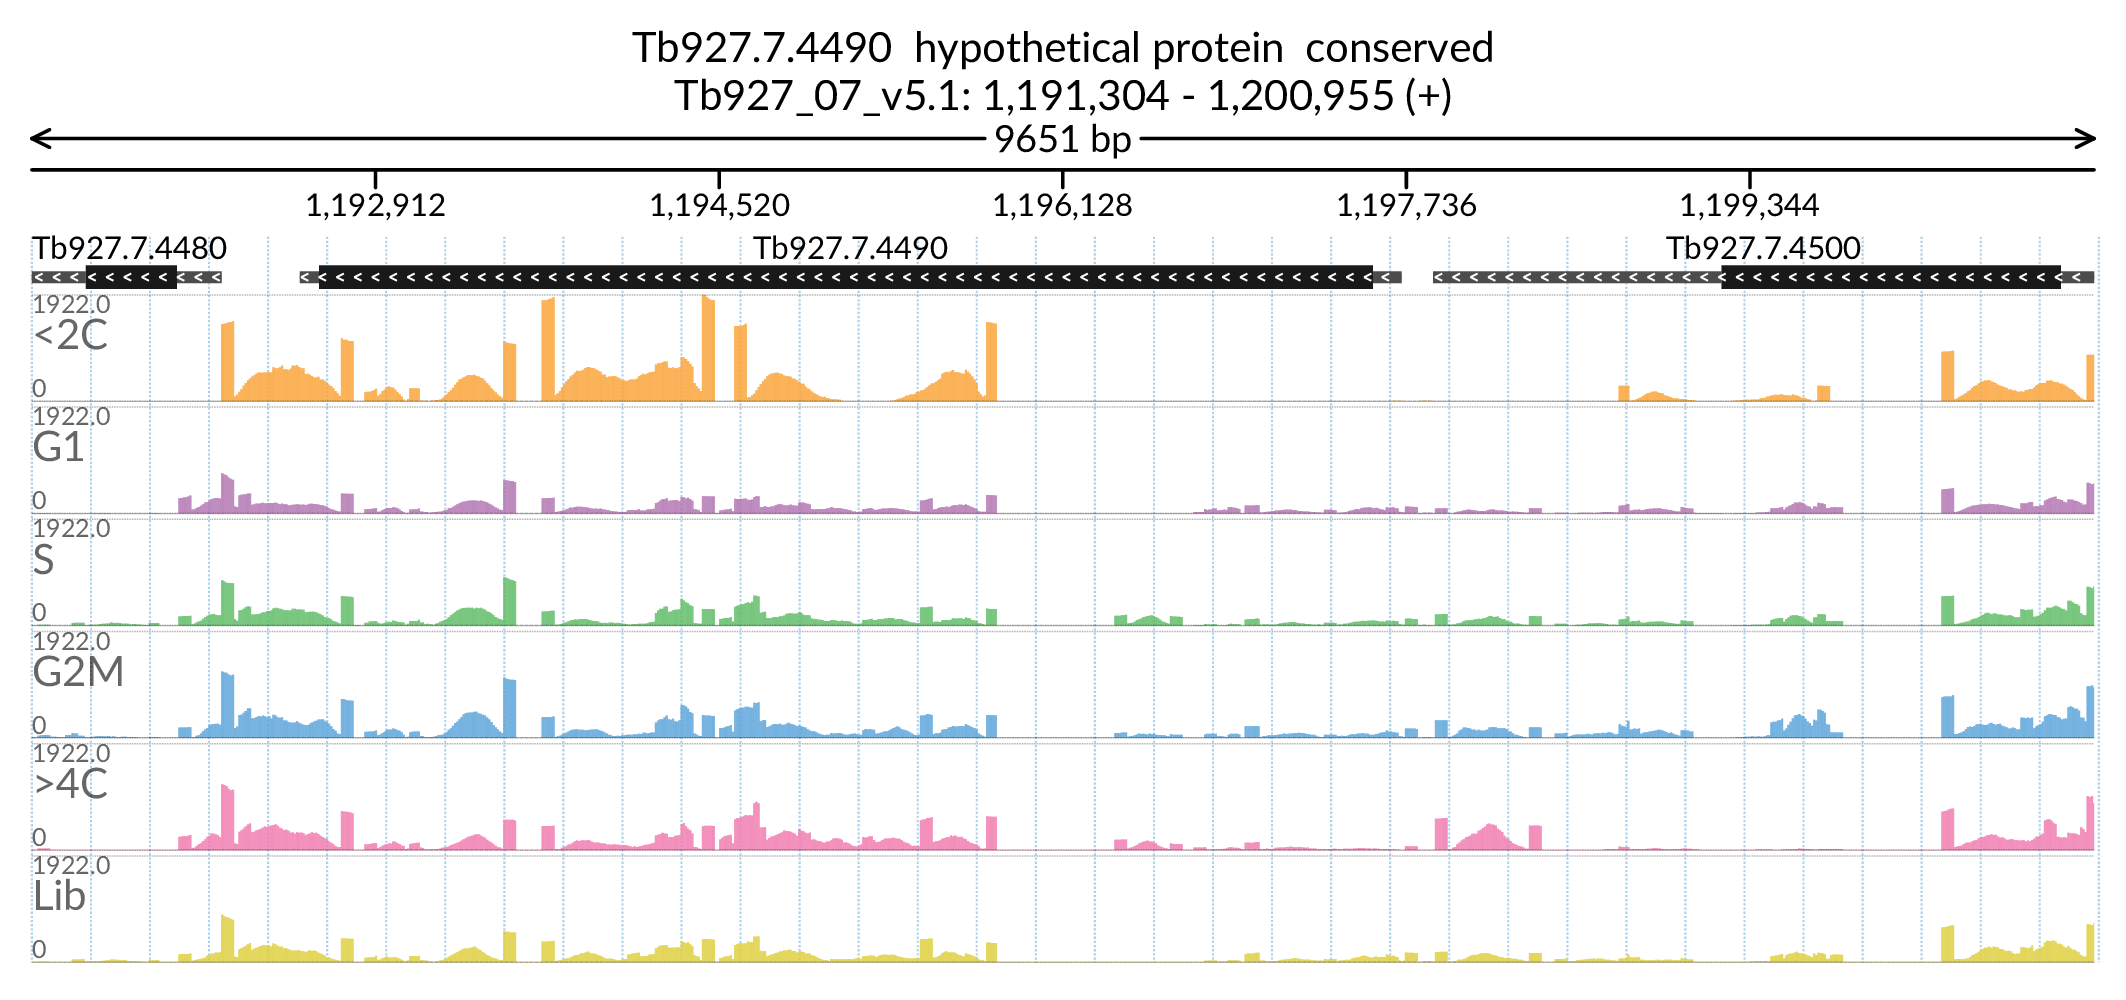 Tb927.7.4490  hypothetical protein  conserved
Tb927_07_v5.1: 1,191,304 - 1,200,955 (+)
9651 bp
1,192,912 1,194,520 1,196,128 1,197,736 1,199,344
Tb927.7.4480 Tb927.7.4490 Tb927.7.4500
1922.0
<2C
0
1922.0
G1
0
1922.0
S
0
1922.0
G2M
0
1922.0
>4C
0
1922.0
Lib
0